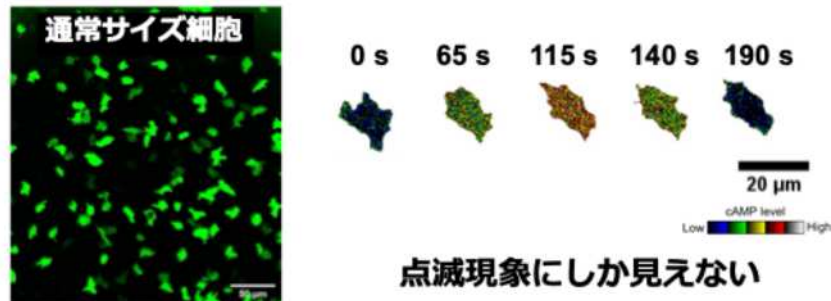 通常サイズ細胞
0 s 65 s 115 s 140 s 190 s
20 μm
cAMP level
Low High
点滅現象にしか見えない